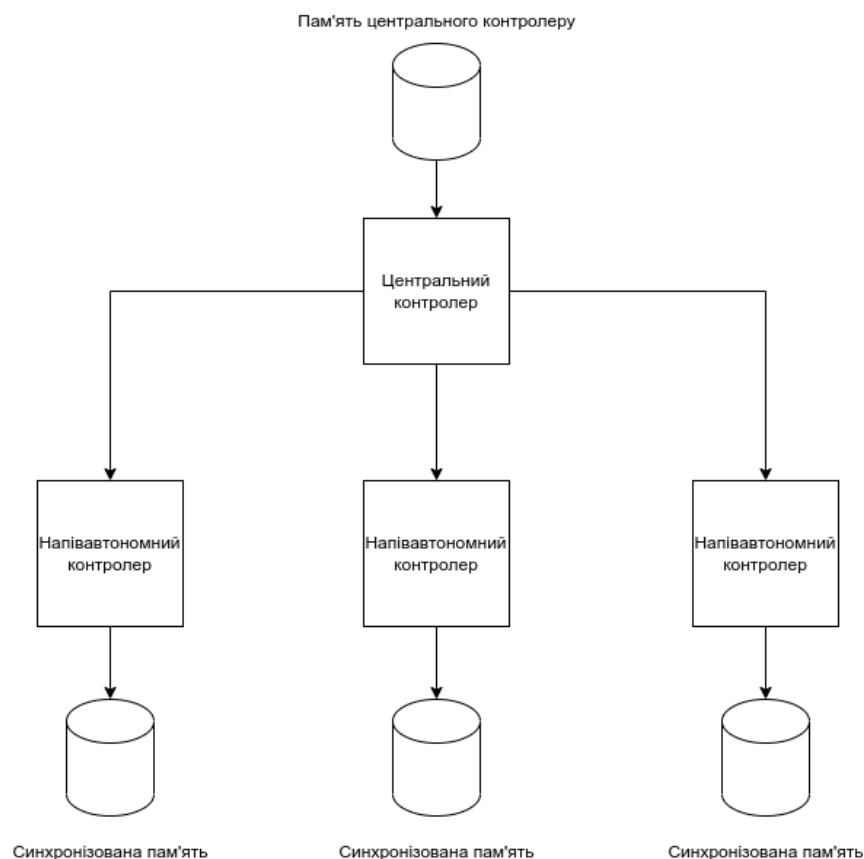 Пам'ять центрального контролеру
Центральний
контролер
Напівавтономний
контролер
Напівавтономний
контролер
Напівавтономний
контролер
Синхронізована пам'ять
Синхронізована пам'ять
Синхронізована пам'ять